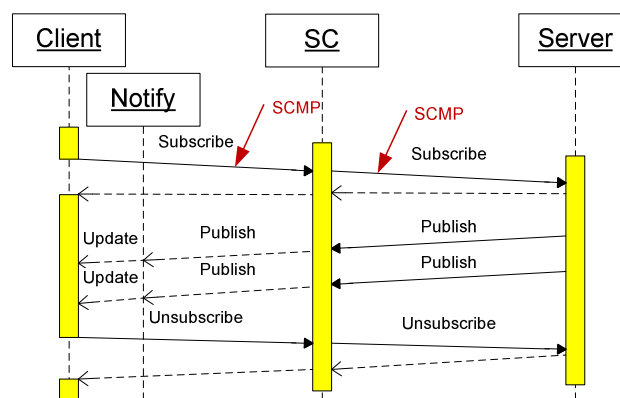 Client
SC
Server
Notify
SCMP
SCMP
Subscribe
Subscribe
Update
Publish
Publish
Update
Publish
Publish
Unsubscribe
Unsubscribe